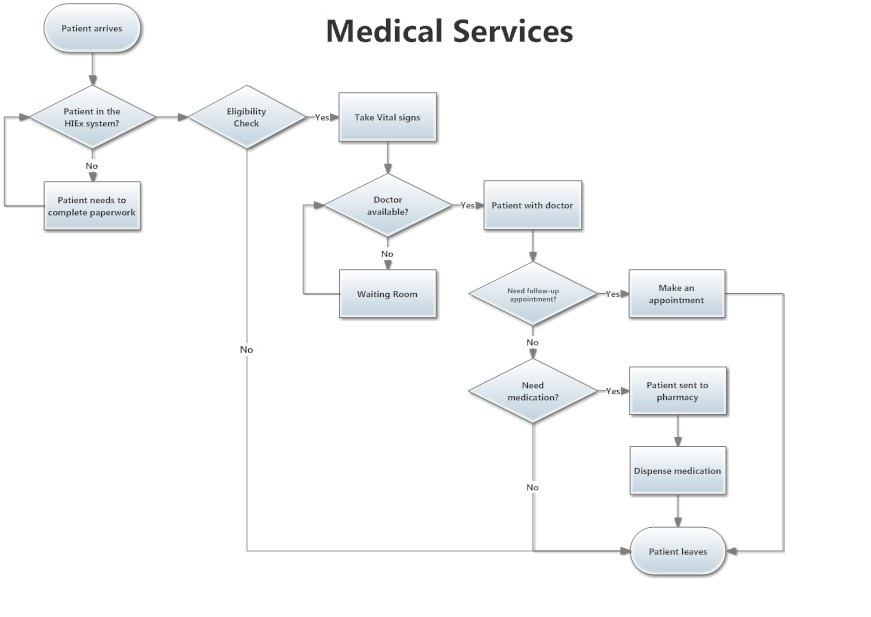 Medical Services
Patient arrives
Patient in the
HIEx system?
No
Patient needs to
complete paperwork
Eligibility
Check
Yes
Take Vital signs
Doctor
available?
Yes
Patient with doctor
No
Waiting Room
Need follow-up
appointment?
Yes
Make an
appointment
No
No
Need
medication?
Yes
Patient sent to
pharmacy
Dispense medication
No
Patient leaves